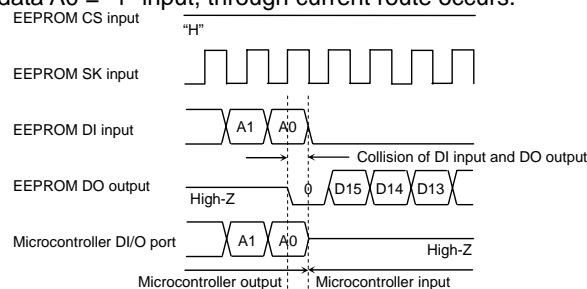 data A0 = "1" input, through current route occurs.
EEPROM CS input
"H"
EEPROM SK input
EEPROM DI input
A1 A0
Collision of DI input and DO output
EEPROM DO output
High-Z
0 D15 D14 D13
Microcontroller DI/O port
A1 A0
High-Z
Microcontroller output Microcontroller input